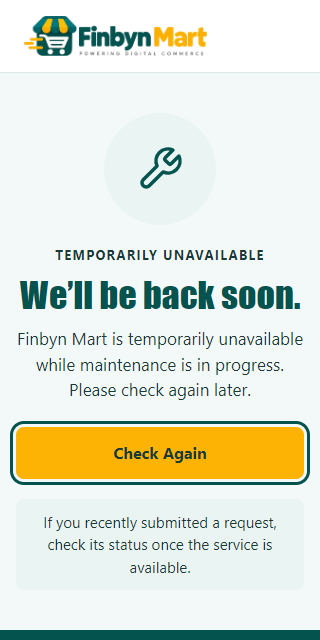 Finbyn Mart
POWERING DIGITAL COMMERCE
TEMPORARILY UNAVAILABLE
We’ll be back soon.
Finbyn Mart is temporarily unavailable
while maintenance is in progress.
Please check again later.
Check Again
If you recently submitted a request,
check its status once the service is
available.